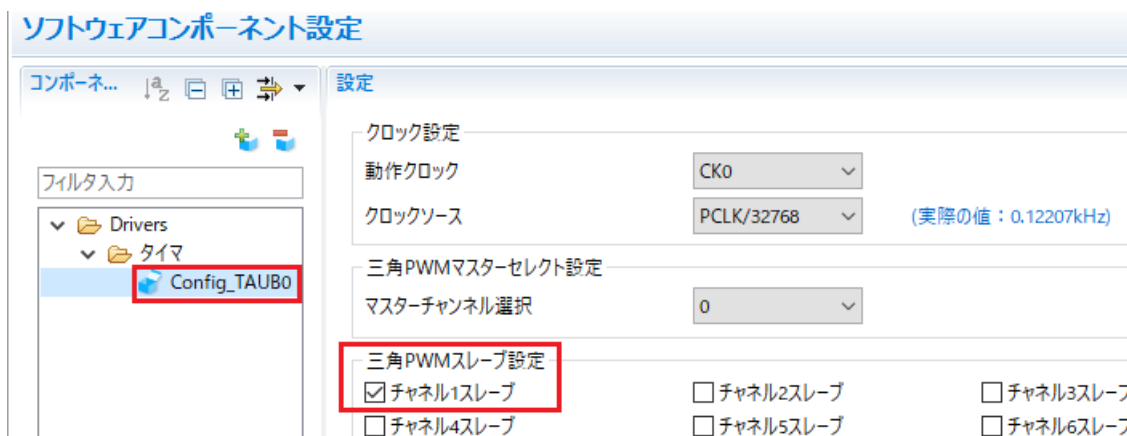 ソフトウェアコンポーネント設定
コンポーネ...
設定
フィルタ入力
Drivers
タイマ
Config_TAUB0
クロック設定
動作クロック
CK0
クロックソース
PCLK/32768
(実際の値：0.12207kHz)
三角PWMマスターセレクト設定
マスターチャンネル選択
0
三角PWMスレーブ設定
チャネル1スレーブ
チャネル2スレーブ
チャネル3スレーブ
チャネル4スレーブ
チャネル5スレーブ
チャネル6スレーブ